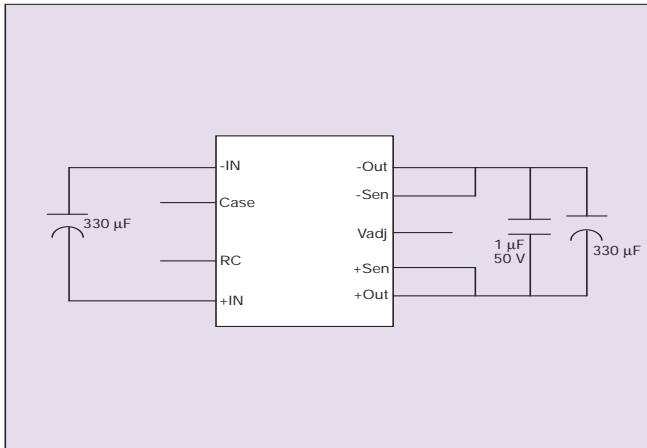 -IN
Case
RC
+IN
330 µF
-Out
-Sen
Vadj
+Sen
+Out
1 µF
50 V
330 µF